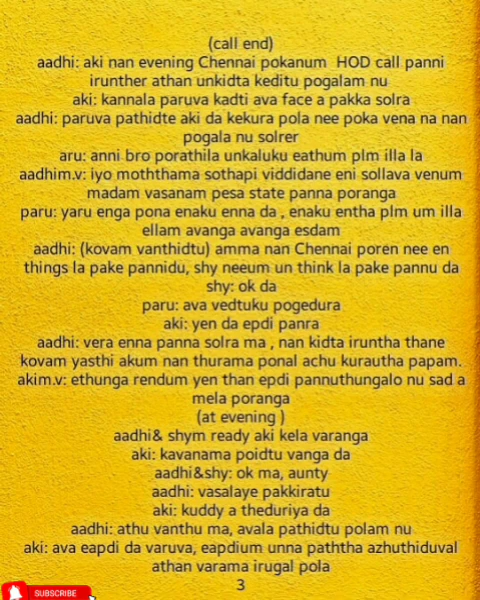 (call end)
aadhi: aki nan evening Chennai pokanum HOD call panni
irunther athan unkidta keditu pogalam nu
aki: kannala paruva kadti ava face a pakka solra
aadhi: paruva pathidte aki da kekura pola nee poka vena na nan
pogala nu solrer
aru: anni bro porathila unkaluku eathum plm illa la
aadhim.v: iyo moththama sothapi viddidane eni sollava venum
madam vasanam pesa state panna poranga
paru: yaru enga pona enaku enna da , enaku entha plm um illa
ellam avanga avanga esdam
aadhi: (kovam vanthidtu) amma nan Chennai poren nee en
things la pake pannidu, shy neeum un think la pake pannu da
shy: ok da
paru: ava vedtuku pogedura
aki: yen da epdi panra
aadhi: vera enna panna solra ma , nan kidta iruntha thane
kovam yasthi akum nan thurama ponal achu kurautha papam.
akim.v: ethunga rendum yen than epdi pannuthungalo nu sad a
mela poranga
(at evening )
aadhi& shym ready aki kela varanga
aki: kavanama poidtu vanga da
aadhi&shy: ok ma, aunty
aadhi: vasalaye pakkiratu
aki: kuddy a theduriya da
aadhi: athu vanthu ma, avala pathidtu polam nu
aki: ava eapdi da varuva, eapdium unna paththa azhuthiduval
athan varama irugal pola
3
SUBSCRIBE